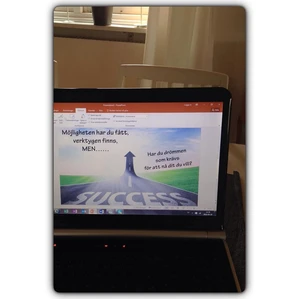 Möjligheten har du fått,
verktygen finns,
MEN......
Har du drömmen
som krävs
för att nå dit du vill?
SUCCESS